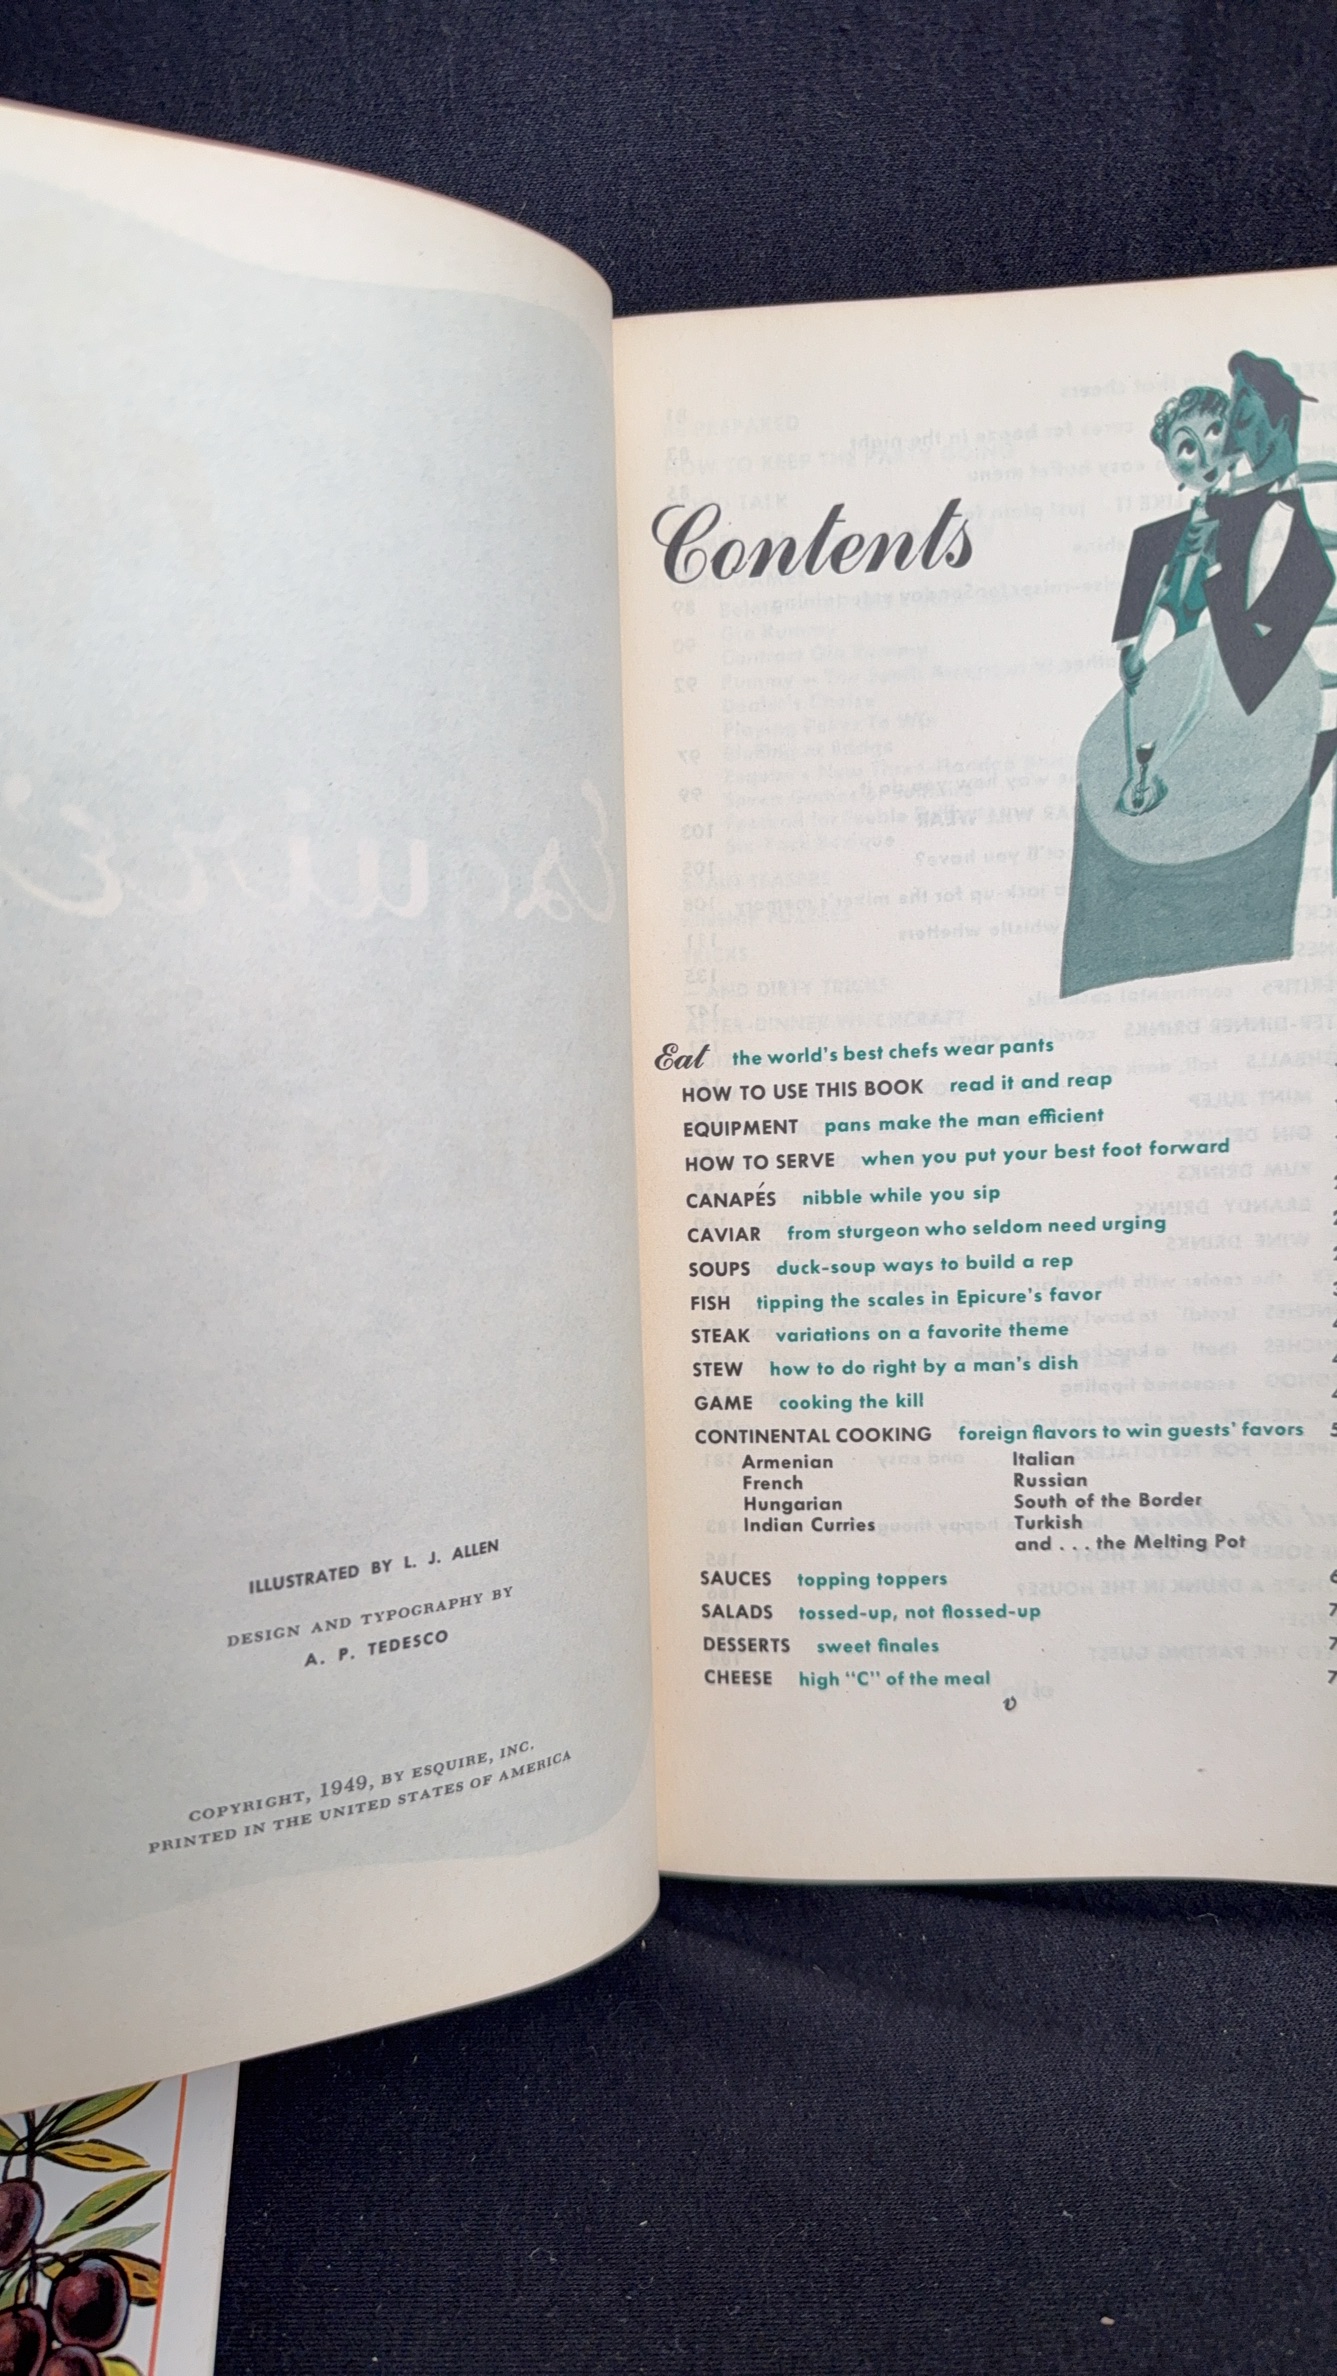 ILLUSTRATED BY L. J. ALLEN
DESIGN AND TYPOGRAPHY BY
A. P. TEDESCO
COPYRIGHT, 1949, BY ESQUIRE, INC.
PRINTED IN THE UNITED STATES OF AMERICA
Contents
Eat the world's best chefs wear pants
HOW TO USE THIS BOOK read it and reap
EQUIPMENT pans make the man efficient
HOW TO SERVE when you put your best foot forward
CANAPÉS nibble while you sip
CAVIAR from sturgeon who seldom need urging
SOUPS duck-soup ways to build a rep
FISH tipping the scales in Epicure's favor
STEAK variations on a favorite theme
STEW how to do right by a man's dish
GAME cooking the kill
CONTINENTAL COOKING foreign flavors to win guests' favors
Armenian
French
Hungarian
Indian Curries
Italian
Russian
South of the Border
Turkish
and . . . the Melting Pot
SAUCES topping toppers
SALADS tossed-up, not flossed-up
DESSERTS sweet finales
CHEESE high "C" of the meal
v